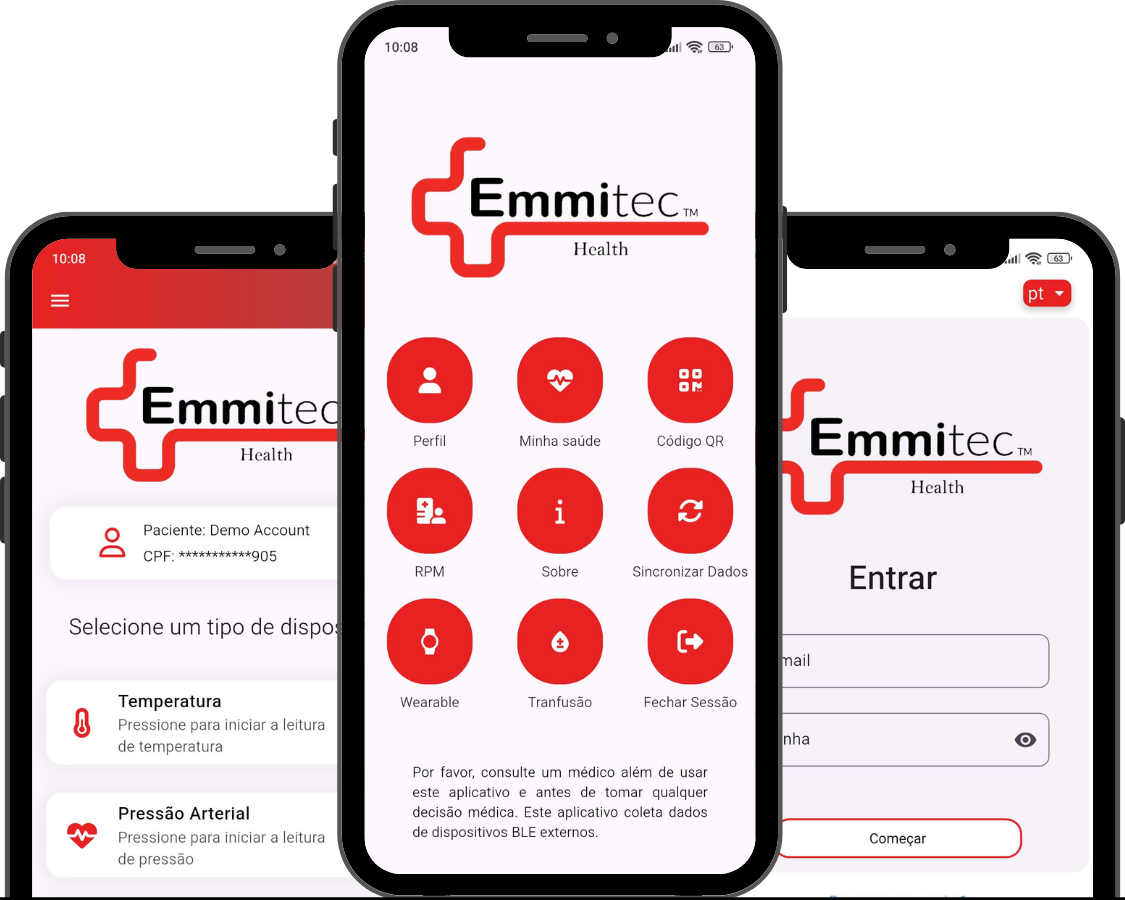 10:08
63
Emmitec TM
Health
Perfil
Minha saúde
Código QR
RPM
Sobre
Sincronizar Dados
Wearable
Tranfusão
Fechar Sessão
Por favor, consulte um médico além de usar
este aplicativo e antes de tomar qualquer
decisão médica. Este aplicativo coleta dados
de dispositivos BLE externos.
10:08
Emmitec
Health
Paciente: Demo Account
CPF: ***********905
Selecione um tipo de dispos
Temperatura
Pressione para iniciar a leitura
de temperatura
Pressão Arterial
Pressione para iniciar a leitura
de pressão
63
pt
Emmitec TM
Health
Entrar
mail
nha
Começar